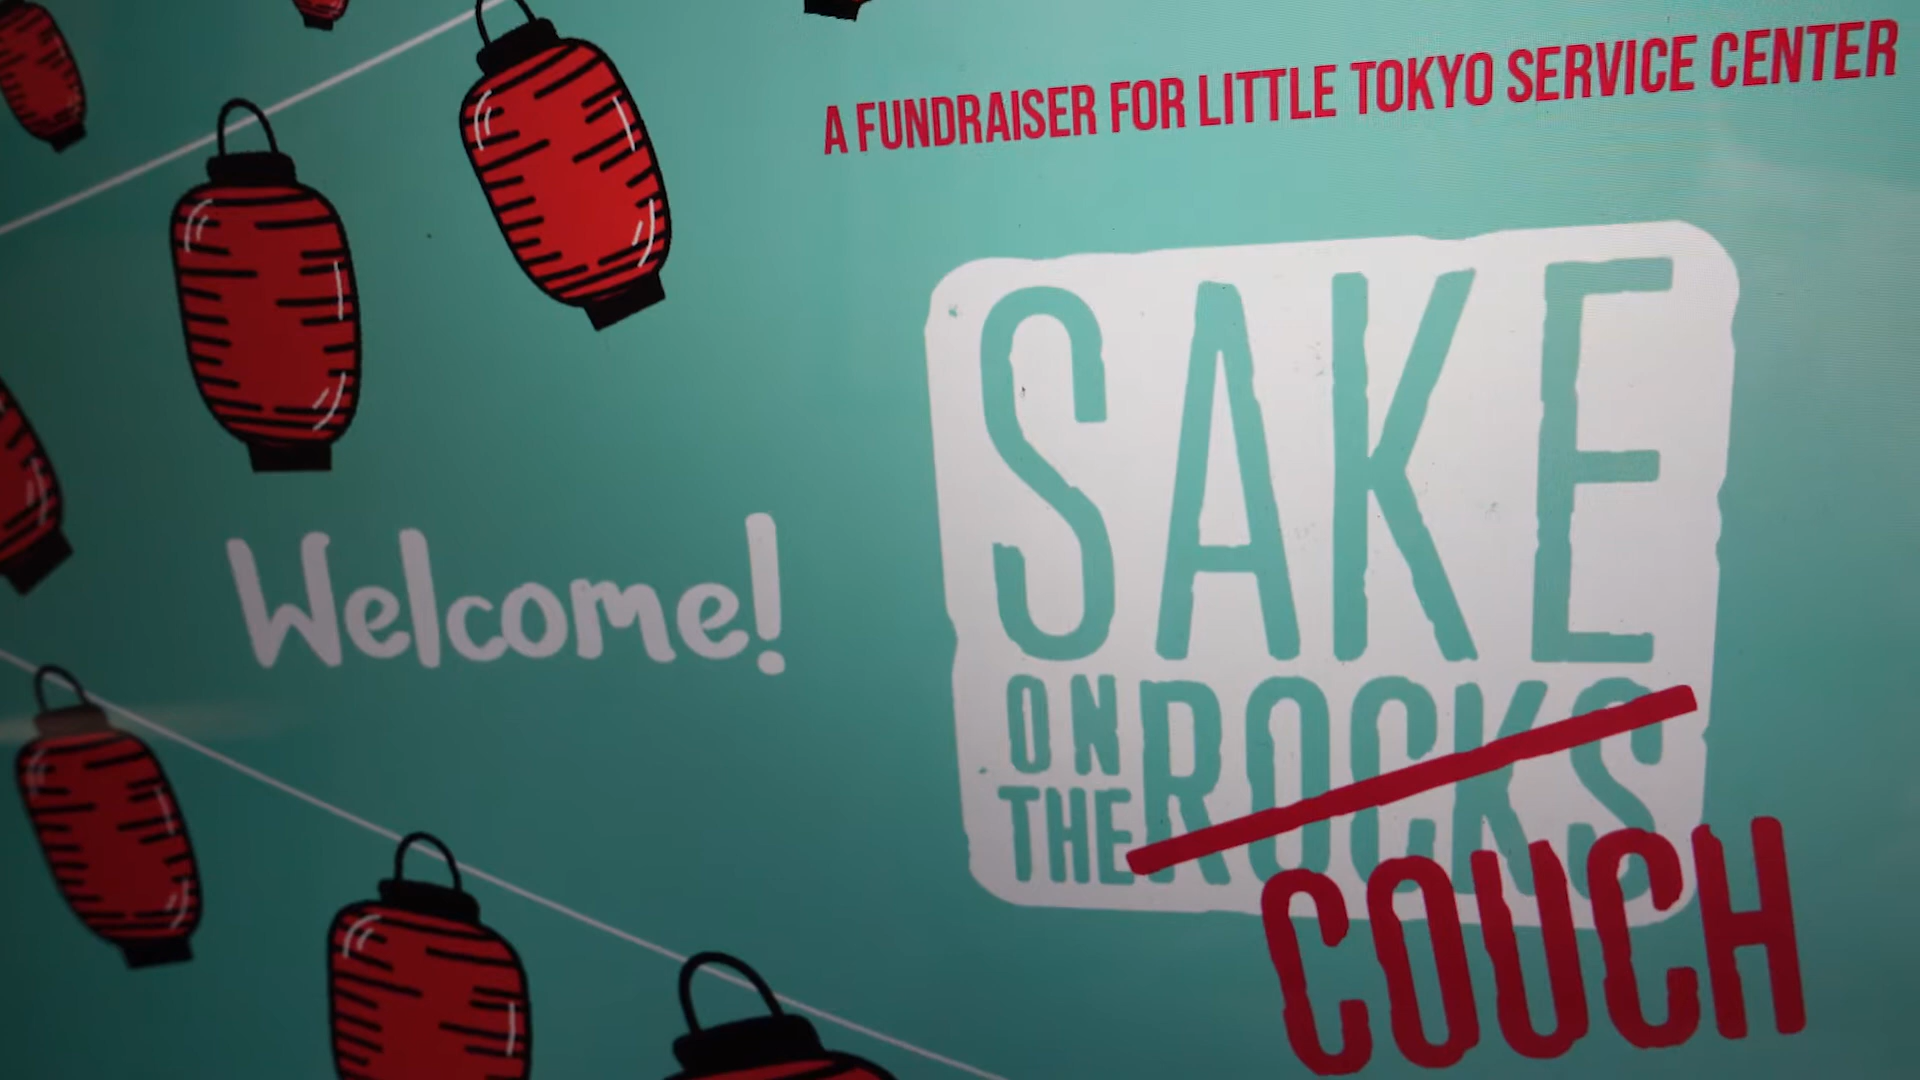 A FUNDRAISER FOR LITTLE TOKYO SERVICE CENTER
Welcome!
SAKE
ON
THE ROCKS
COUCH